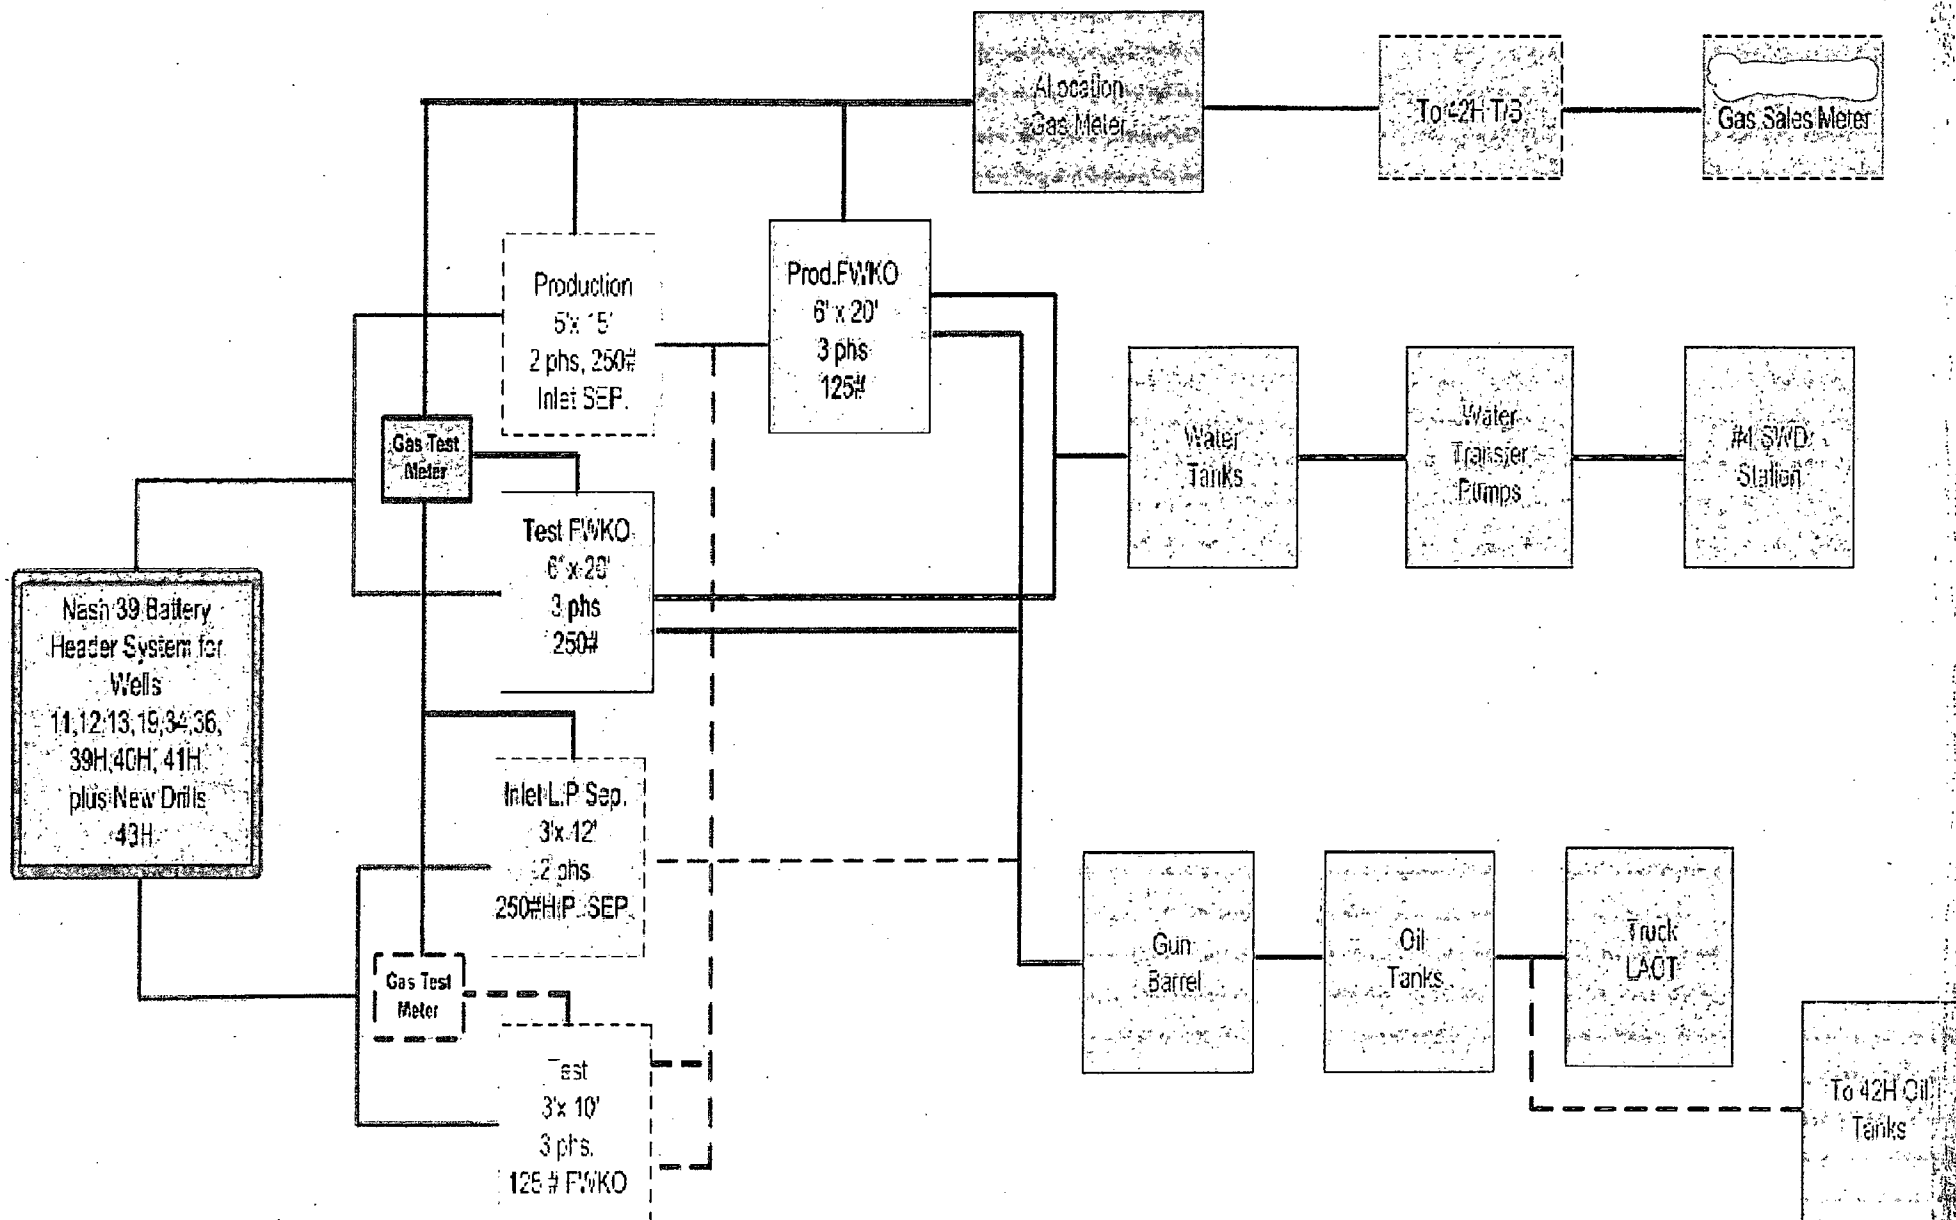 Allocation
Gas Meter
To 42H T/B
Gas Sales Meter
Production
6'x 15'
2 phs, 250#
Inlet SEP.
Prod.FWKO
6' x 20'
3 phs
125#
Gas Test
Meter
Test FWKO
6' x 20'
3 phs
250#
Water
Tanks
Water
Transfer
Pumps
#4 SWD
Station
Nash 39 Battery
Header System for
Wells
11,12,13,19,34,36,
39H,40H, 41H
plus New Drills
43H
Inlet L.P Sep.
3'x 12'
2 phs
250#H.P. SEP.
Gas Test
Meter
Test
3'x 10'
3 phs.
125 # FWKO
Gun
Barrel
Oil
Tanks
Truck
LACT
To 42H Oil
Tanks